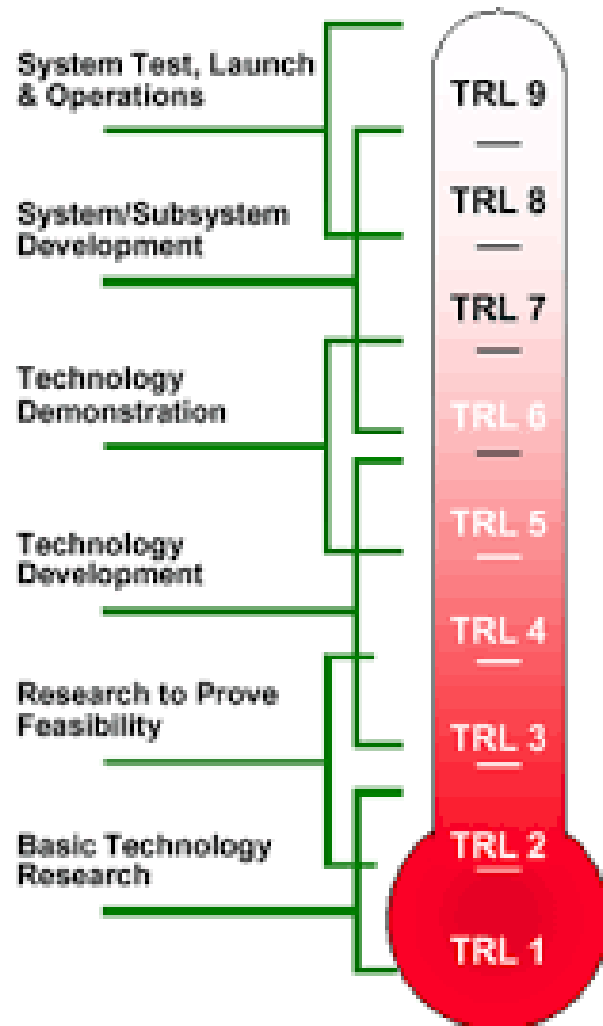 System Test, Launch
& Operations
System/Subsystem
Development
Technology
Demonstration
Technology
Development
Research to Prove
Feasibility
Basic Technology
Research
TRL 9
TRL 8
TRL 7
TRL 6
TRL 5
TRL 4
TRL 3
TRL 2
TRL 1